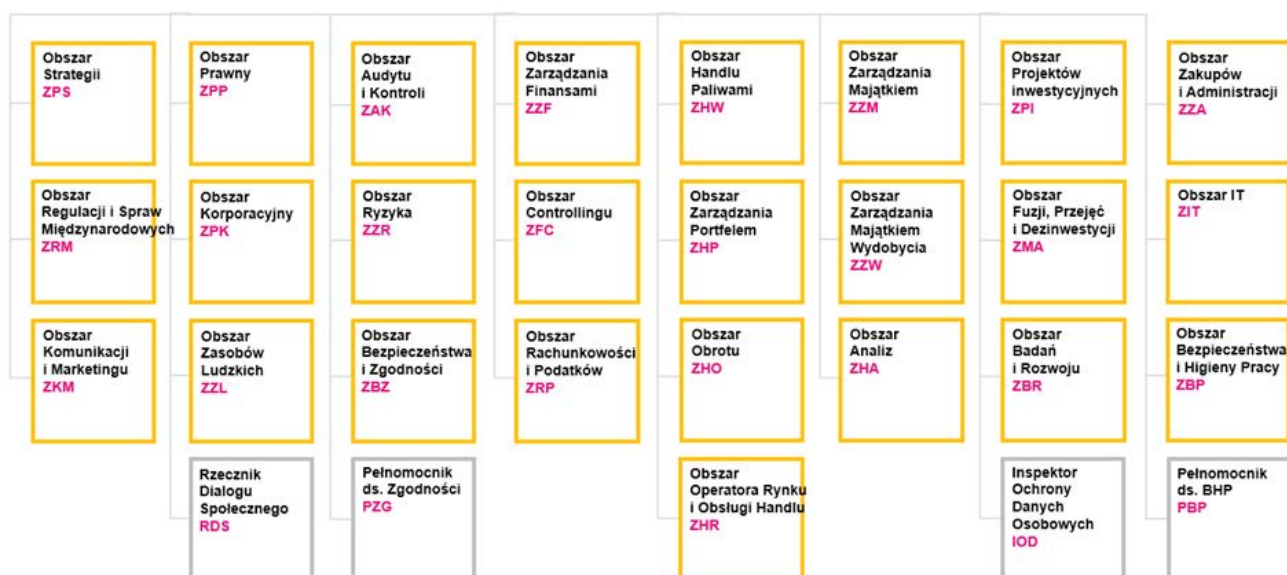 Obszar
Strategii
ZPS
Obszar
Prawny
ZPP
Obszar
Audytu
i Kontroli
ZAK
Obszar
Zarządzania
Finansami
ZZF
Obszar
Handlu
Paliwami
ZHW
Obszar
Zarządzania
Majątkiem
ZZM
Obszar
Projektów
inwestycyjnych
ZPI
Obszar
Zakupów
i Administracji
ZZA
Obszar
Regulacji i Spraw
Międzynarodowych
ZRM
Obszar
Korporacyjny
ZPK
Obszar
Ryzyka
ZZR
Obszar
Controllingu
ZFC
Obszar
Zarządzania
Portfelem
ZHP
Obszar
Zarządzania
Majątkiem
Wydobycia
ZZW
Obszar
Fuzji, Przejęć
i Dezinwestycji
ZMA
Obszar IT
ZIT
Obszar
Komunikacji
i Marketingu
ZKM
Obszar
Zasobów
Ludzkich
ZZL
Obszar
Bezpieczeństwa
i Zgodności
ZBZ
Obszar
Rachunkowości
i Podatków
ZRP
Obszar
Obrotu
ZHO
Obszar
Analiz
ZHA
Obszar
Badań
i Rozwoju
ZBR
Obszar
Bezpieczeństwa
i Higieny Pracy
ZBP
Rzecznik
Dialogu
Społecznego
RDS
Pełnomocnik
ds. Zgodności
PZG
Obszar
Operatora Rynku
i Obsługi Handlu
ZHR
Inspektor
Ochrony
Danych
Osobowych
IOD
Pełnomocnik
ds. BHP
PBP